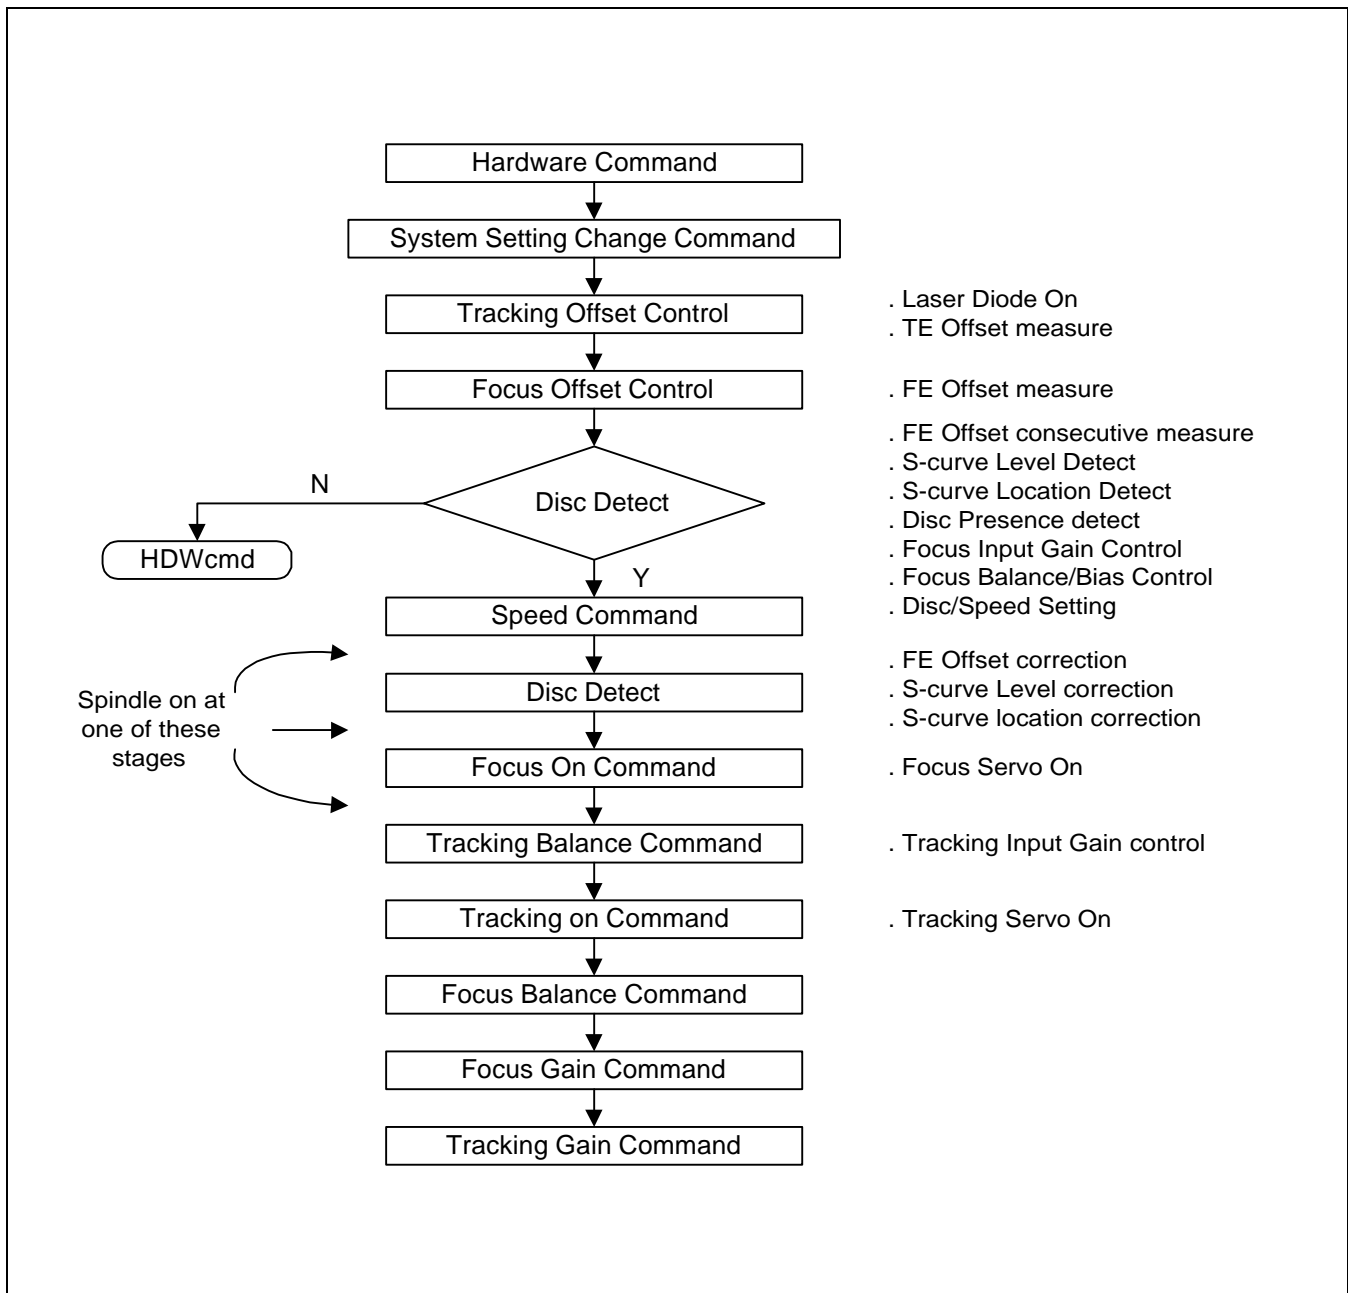 Hardware Command
System Setting Change Command
Tracking Offset Control
. Laser Diode On
. TE Offset measure
Focus Offset Control
. FE Offset measure
. FE Offset consecutive measure
. S-curve Level Detect
. S-curve Location Detect
. Disc Presence detect
. Focus Input Gain Control
. Focus Balance/Bias Control
. Disc/Speed Setting
Disc Detect
N
HDWcmd
Y
Speed Command
Spindle on at
one of these
stages
Disc Detect
. FE Offset correction
. S-curve Level correction
. S-curve location correction
Focus On Command
. Focus Servo On
Tracking Balance Command
. Tracking Input Gain control
Tracking on Command
. Tracking Servo On
Focus Balance Command
Focus Gain Command
Tracking Gain Command